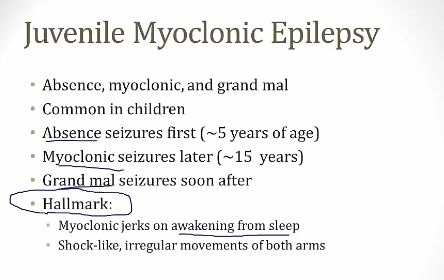 Juvenile Myoclonic Epilepsy
• Absence, myoclonic, and grand mal
• Common in children
• Absence seizures first (~5 years of age)
• Myoclonic seizures later (~15 years)
• Grand mal seizures soon after
• Hallmark:
• Myoclonic jerks on awakening from sleep
• Shock-like, irregular movements of both arms